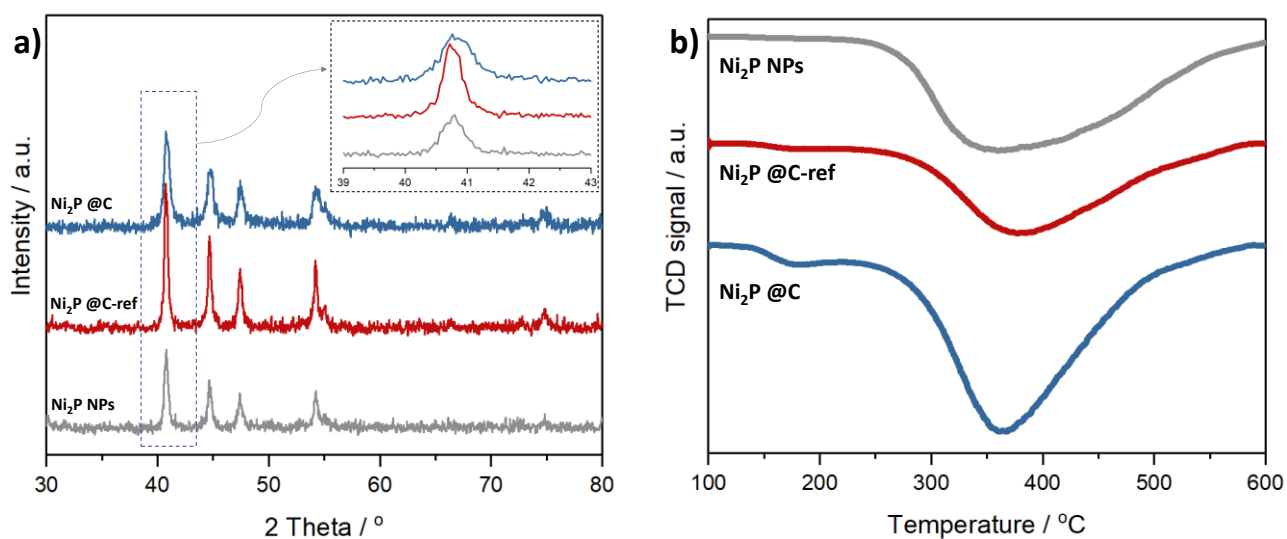 a)
Intensity / a.u.
Ni₂P @C
Ni₂P @C-ref
Ni₂P NPs
39 40 41 42 43
30 40 50 60 70 80
2 Theta / °
b)
TCD signal / a.u.
Ni₂P NPs
Ni₂P @C-ref
Ni₂P @C
100 200 300 400 500 600
Temperature / °C